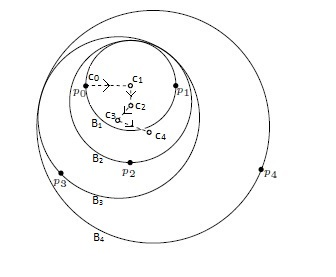 c₀
c₁
p₀
p₁
c₂
c₃
B₁
c₄
B₂
p₂
p₄
p₃
B₃
B₄